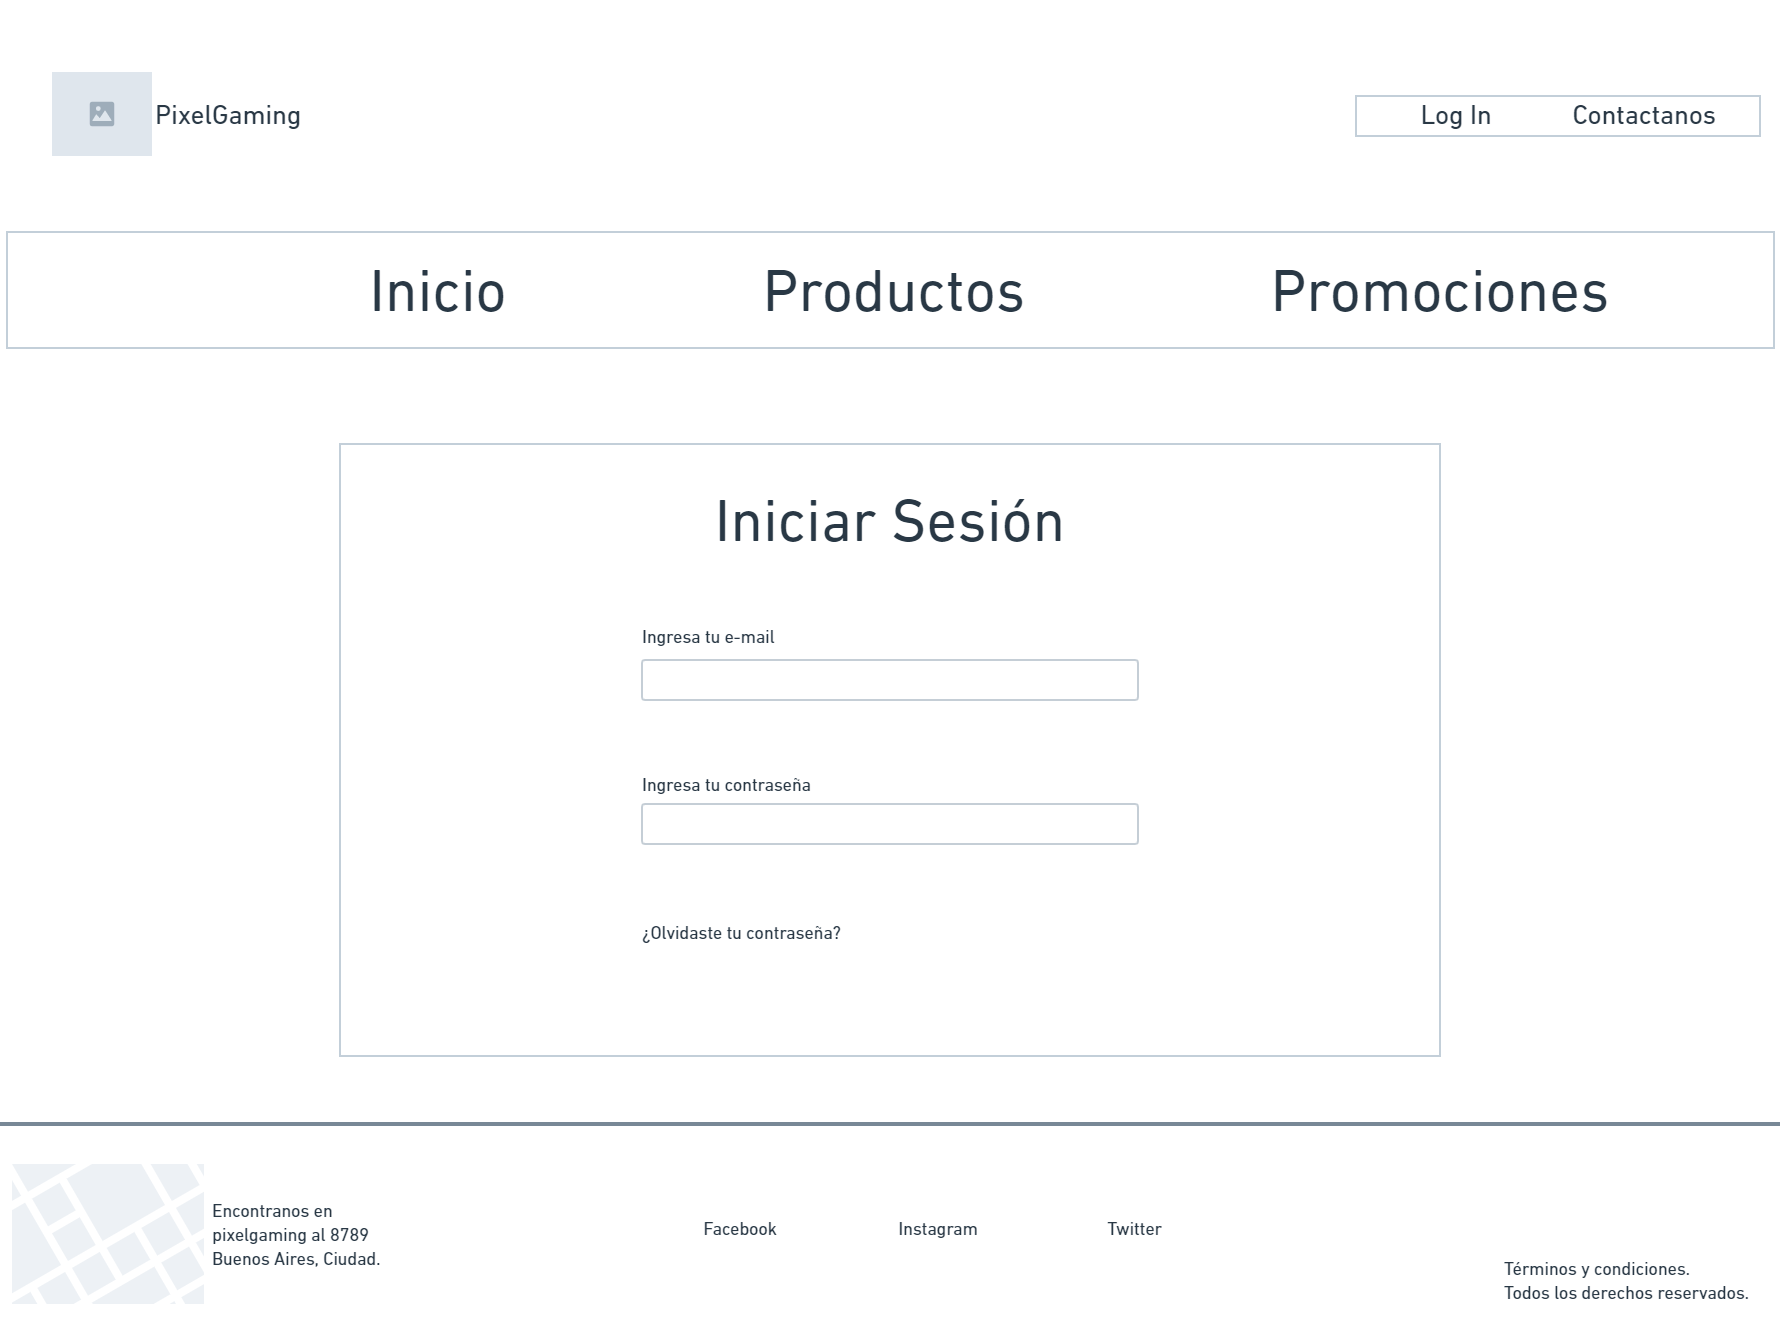 PixelGaming
Log In
Contactanos
Inicio
Productos
Promociones
Iniciar Sesión
Ingresa tu e-mail
Ingresa tu contraseña
¿Olvidaste tu contraseña?
Encontranos en
pixelgaming al 8789
Buenos Aires, Ciudad.
Facebook
Instagram
Twitter
Términos y condiciones.
Todos los derechos reservados.